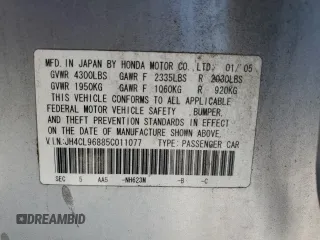 MFD. IN JAPAN BY HONDA MOTOR CO., LTD. 01/05
GVWR 4300LBS GAWR F 2335LBS R 2030LBS
GVWR 1950KG GAWR F 1060KG R 920KG
THIS VEHICLE CONFORMS TO ALL APPLICABLE
FEDERAL MOTOR VEHICLE SAFETY, BUMPER,
AND THEFT PREVENTION STANDARDS IN EFFECT ON
THE DATE OF MANUFACTURE SHOWN ABOVE.
V.I.N.:JH4CL96885C011077 TYPE: PASSENGER CAR
SEC 5 AA5 -NH623M -B -C
DREAMBID
dreambid.com